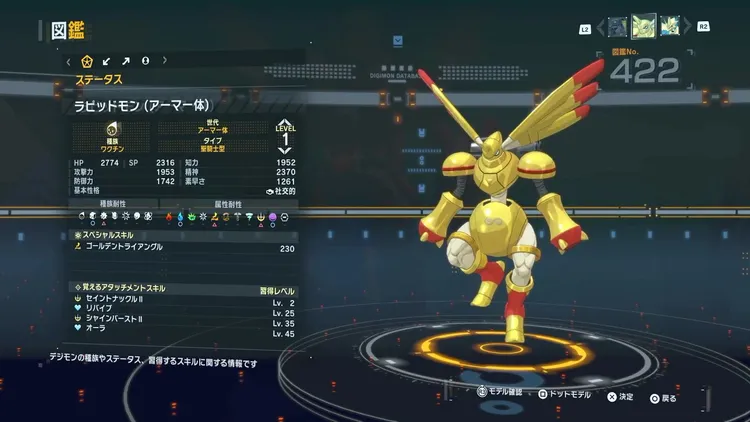 図鑑
L2
R2
図鑑No.
422
DIGIMON DATABASE
ステータス
ラピッドモン（アーマー体）
種族
ワクチン
世代
アーマー体
タイプ
聖騎士型
LEVEL
1
HP 2774 SP 2316 知力 1952
攻撃力 1953 精神 2370
防御力 1742 素早さ 1261
基本性格 社交的
種族耐性 属性耐性
スペシャルスキル
ゴールデントライアングル 230
覚えるアタッチメントスキル 習得レベル
セイントナックルⅡ Lv. 2
リバイブ Lv. 25
シャインバーストⅡ Lv. 35
オーラ Lv. 45
デジモンの種族やステータス、習得するスキルに関する情報です
モデル確認 ドットモデル 決定 戻る